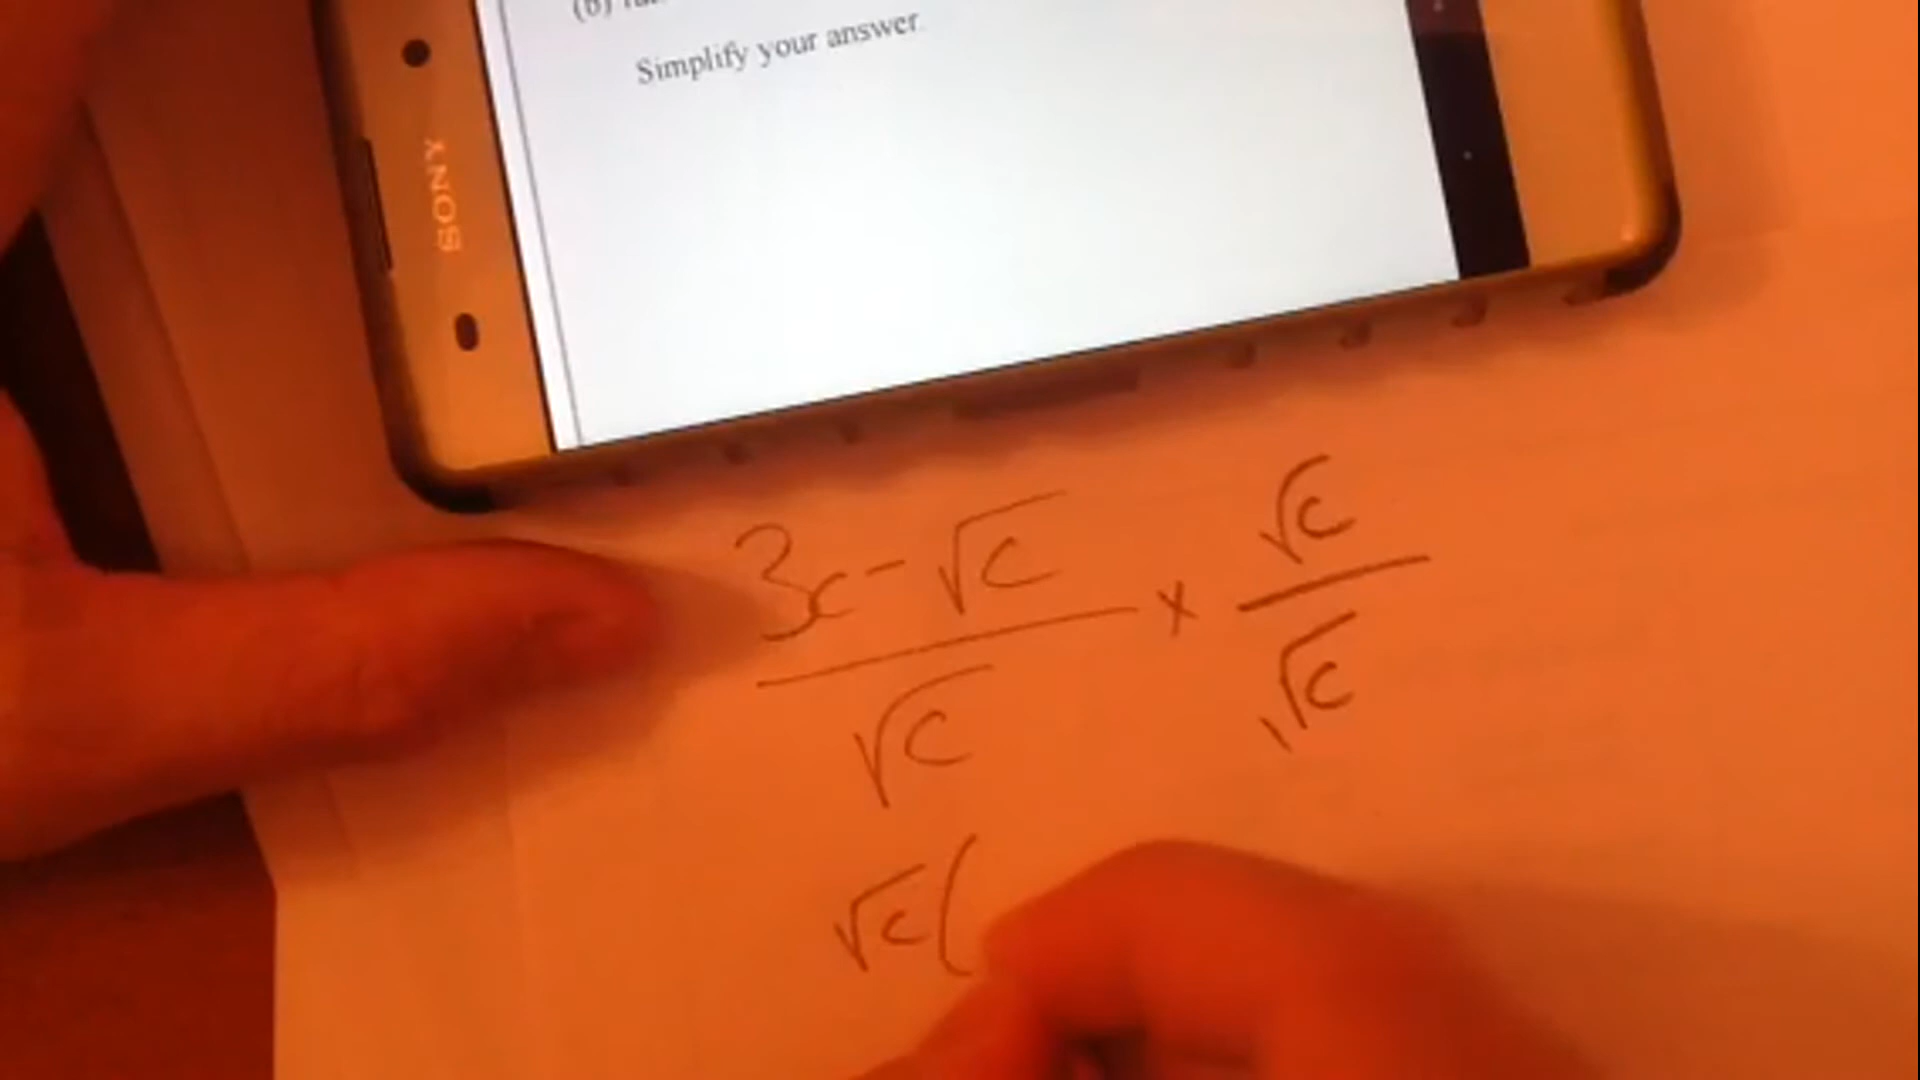 (b)
Simplify your answer.
SONY
3c - √c / √c × √c / √c
√c(